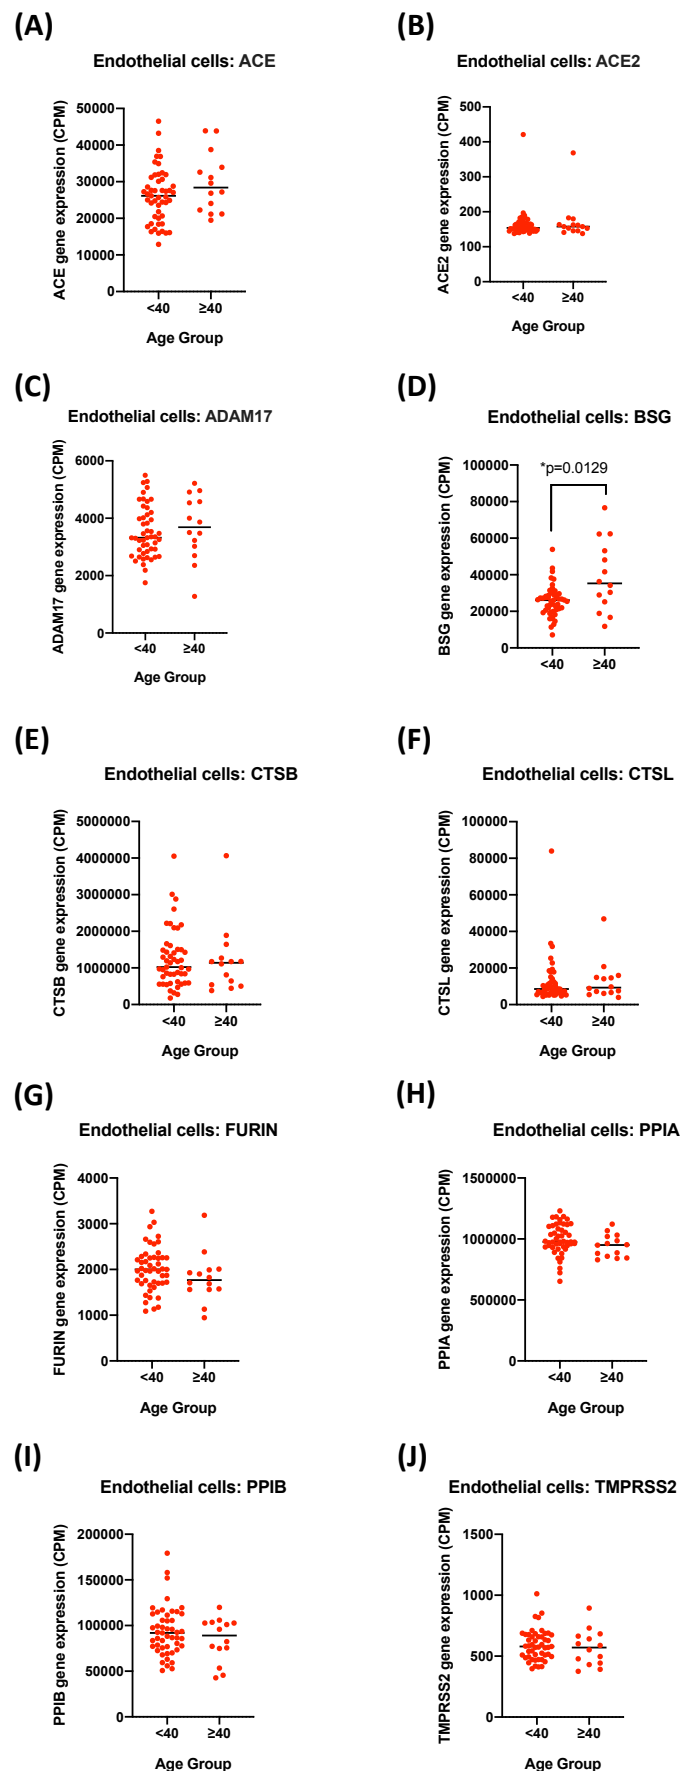 (A)
Endothelial cells: ACE
ACE gene expression (CPM)
50000
40000
30000
20000
10000
0
<40
≥40
Age Group
(B)
Endothelial cells: ACE2
ACE2 gene expression (CPM)
500
400
300
200
100
0
<40
≥40
Age Group
(C)
Endothelial cells: ADAM17
ADAM17 gene expression (CPM)
6000
4000
2000
0
<40
≥40
Age Group
(D)
Endothelial cells: BSG
BSG gene expression (CPM)
100000
80000
60000
40000
20000
0
*p=0.0129
<40
≥40
(E)
Endothelial cells: CTSB
CTSB gene expression (CPM)
5000000
4000000
3000000
2000000
1000000
0
<40
≥40
Age Group
(F)
Endothelial cells: CTSL
CTSL gene expression (CPM)
100000
80000
60000
40000
20000
0
<40
≥40
Age Group
(G)
Endothelial cells: FURIN
FURIN gene expression (CPM)
4000
3000
2000
1000
0
<40
≥40
Age Group
(H)
Endothelial cells: PPIA
PPIA gene expression (CPM)
1500000
1000000
500000
0
<40
≥40
Age Group
(I)
Endothelial cells: PPIB
PPIB gene expression (CPM)
200000
150000
100000
50000
0
<40
≥40
Age Group
(J)
Endothelial cells: TMPRSS2
TMPRSS2 gene expression (CPM)
1500
1000
500
0
<40
≥40
Age Group